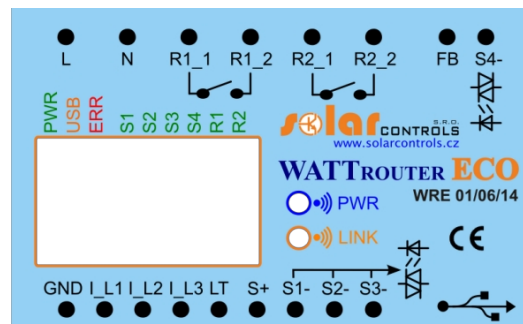 L N R1_1 R1_2 R2_1 R2_2 FB S4-
PWR USB ERR S1 S2 S3 S4 R1 R2
solar
S.R.O.
CONTROLS
www.solarcontrols.cz
WATTROUTER ECO
WRE 01/06/14
PWR
LINK
CE
GND I_L1 I_L2 I_L3 LT S+ S1- S2- S3-